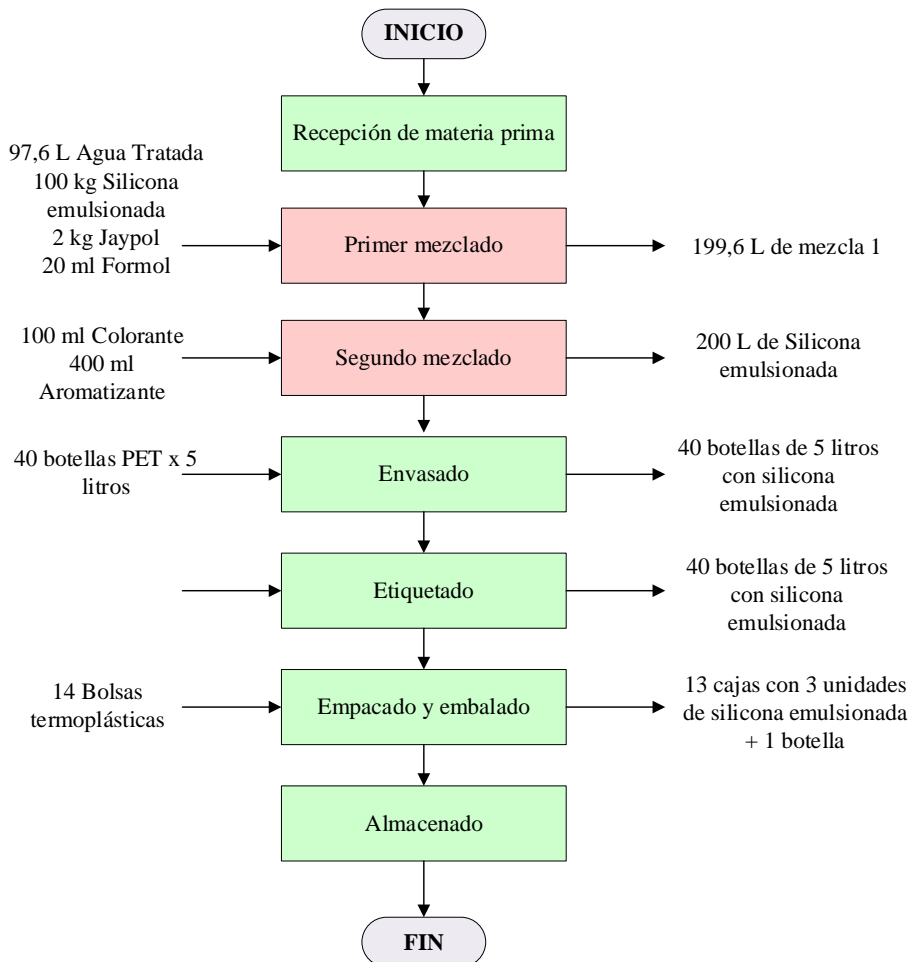 INICIO
Recepción de materia prima
97,6 L Agua Tratada
100 kg Silicona
emulsionada
2 kg Jaypol
20 ml Formol
Primer mezclado
199,6 L de mezcla 1
100 ml Colorante
400 ml
Aromatizante
Segundo mezclado
200 L de Silicona
emulsionada
40 botellas PET x 5
litros
Envasado
40 botellas de 5 litros
con silicona
emulsionada
Etiquetado
40 botellas de 5 litros
con silicona
emulsionada
14 Bolsas
termoplásticas
Empacado y embalado
13 cajas con 3 unidades
de silicona emulsionada
+ 1 botella
Almacenado
FIN